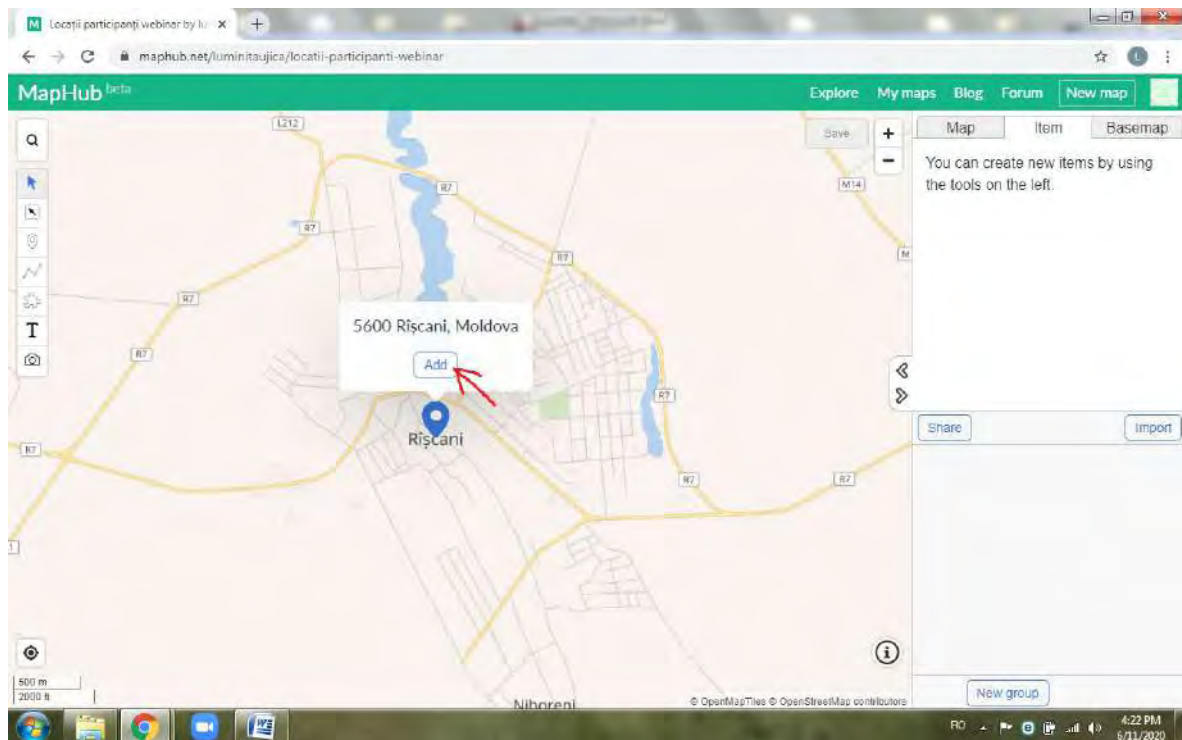 Locații participanți webinar by lu
maphub.net/luminitaujica/locatii-participanti-webinar
MapHub beta
Explore My maps Blog Forum New map
L212
Save
Map Item Basemap
You can create new items by using
the tools on the left.
M14
R7
R7
R7
M
R7
5600 Rîșcani, Moldova
R7
Add
R7
Rîșcani
Share Import
R7
R7
R7
1
T
500 m
2000 ft
Nihoreni
© OpenMapTiles © OpenStreetMap contributors
New group
RO
4:22 PM
6/11/2020